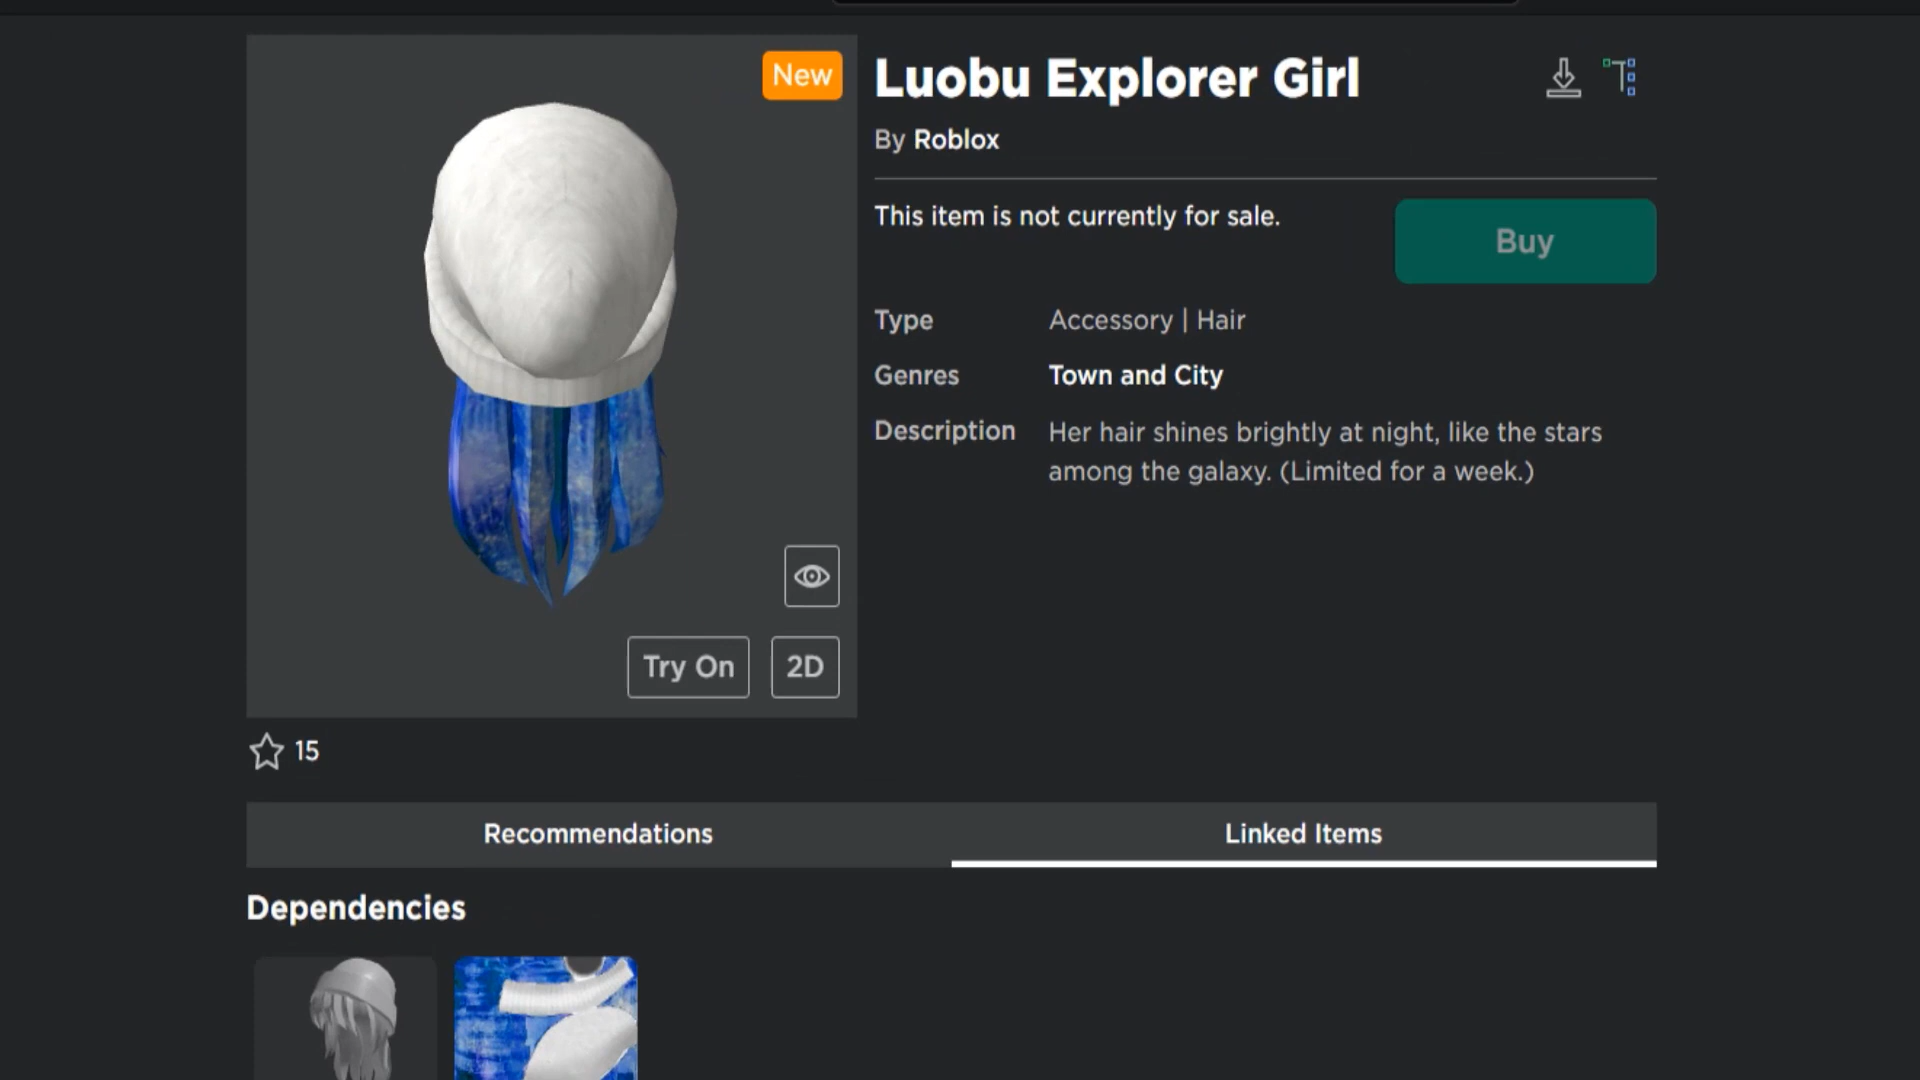 New
Luobu Explorer Girl
By Roblox
This item is not currently for sale.
Buy
Type Accessory | Hair
Genres Town and City
Description Her hair shines brightly at night, like the stars
among the galaxy. (Limited for a week.)
Try On 2D
15
Recommendations Linked Items
Dependencies